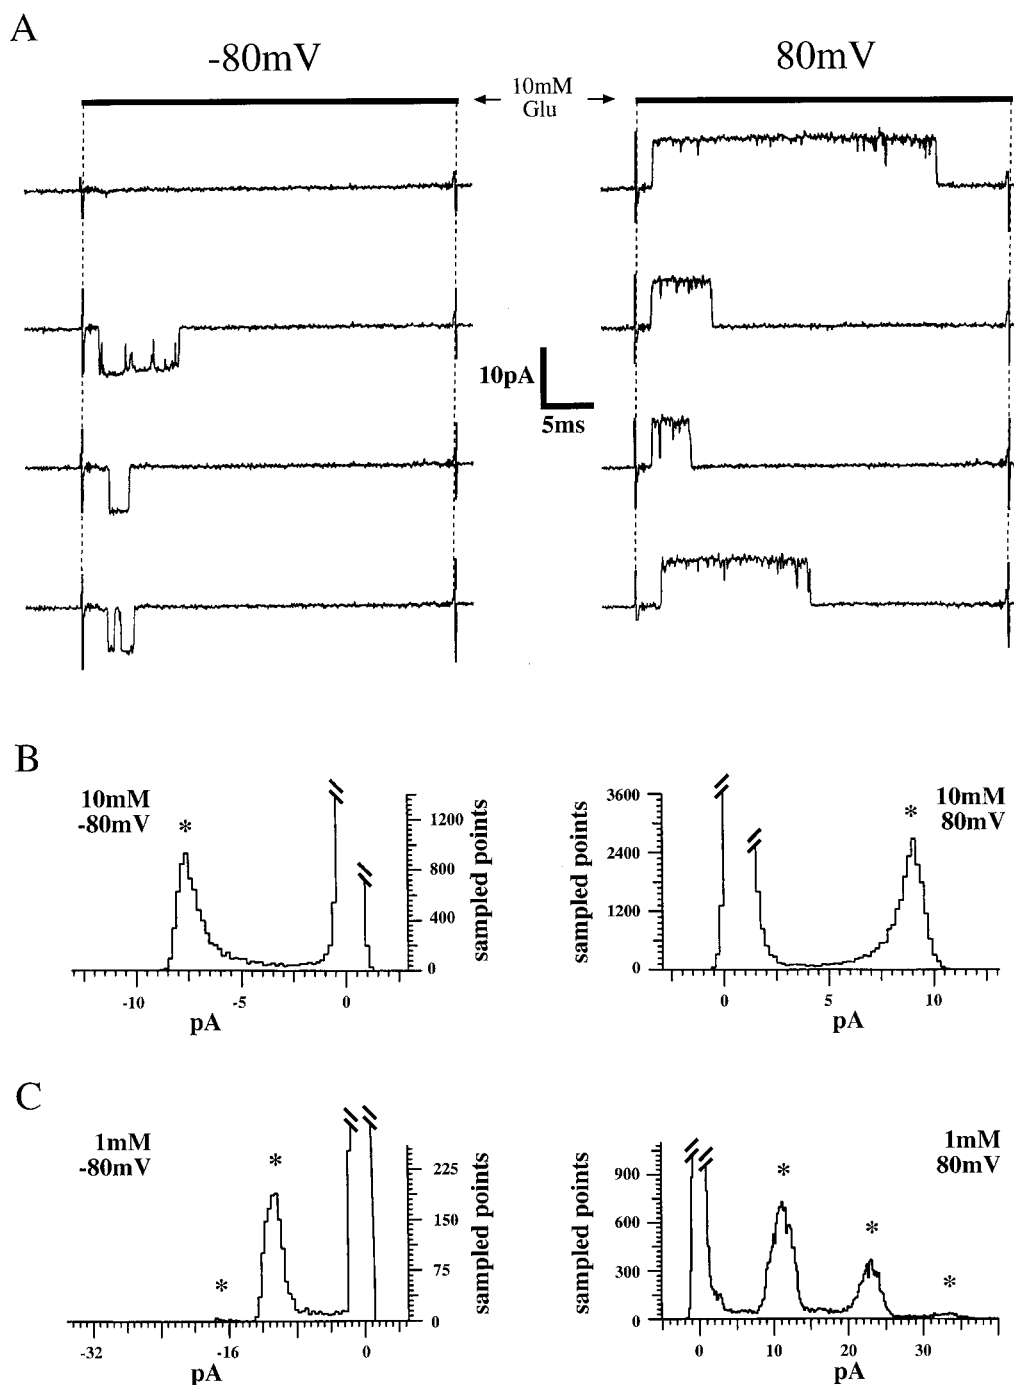 A
-80mV
80mV
10mM
Glu
10pA
5ms
B
10mM
-80mV
*
1200
800
400
0
sampled points
-10
-5
0
pA
3600
2400
1200
0
sampled points
*
10mM
80mV
0
5
10
pA
C
1mM
-80mV
*
*
225
150
75
0
sampled points
-32
-16
0
pA
900
600
300
0
sampled points
*
*
*
1mM
80mV
0
10
20
30
pA